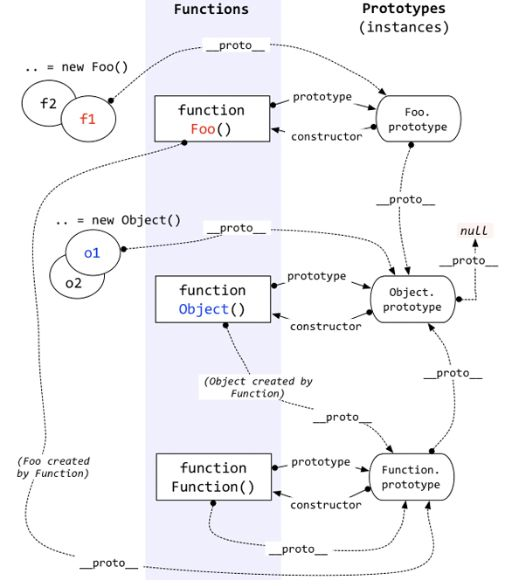 Functions
Prototypes
(instances)
__proto__
.. = new Foo()
f2
f1
function
Foo()
prototype
constructor
Foo.
prototype
__proto__
.. = new Object()
__proto__
null
__proto__
o1
o2
function
Object()
prototype
constructor
Object.
prototype
(Object created by
Function)
__proto__
__proto__
(Foo created
by Function)
function
Function()
prototype
constructor
Function.
prototype
__proto__
__proto__